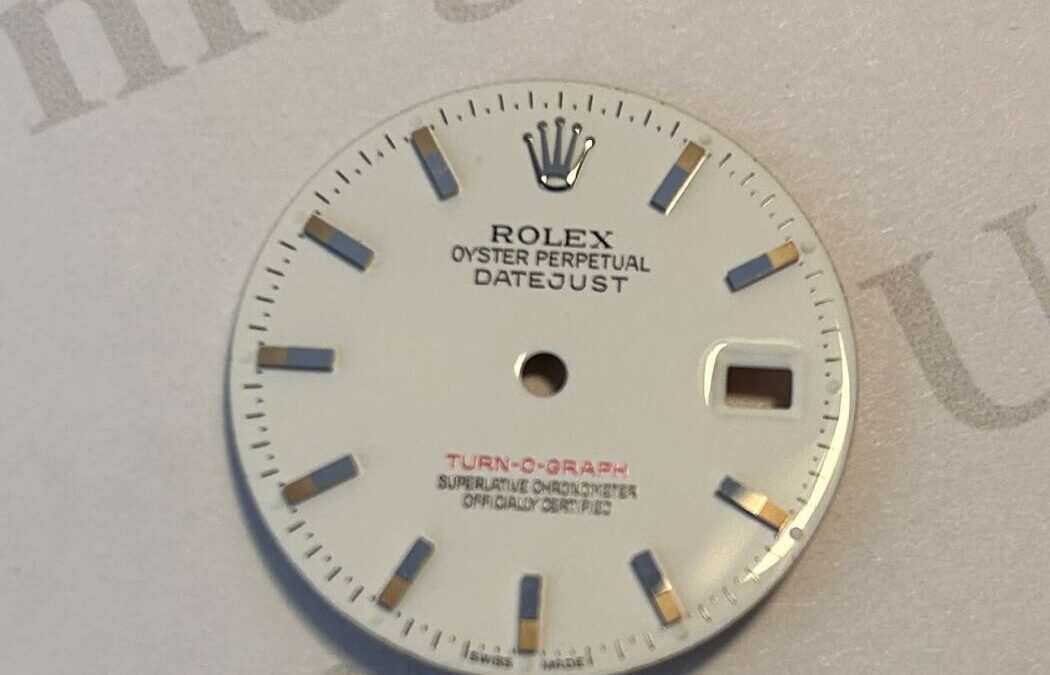 ROLEX
OYSTER PERPETUAL
DATEJUST
TURN-O-GRAPH
SUPERLATIVE CHRONOMETER
OFFICIALLY CERTIFIED
SWISS MADE
U